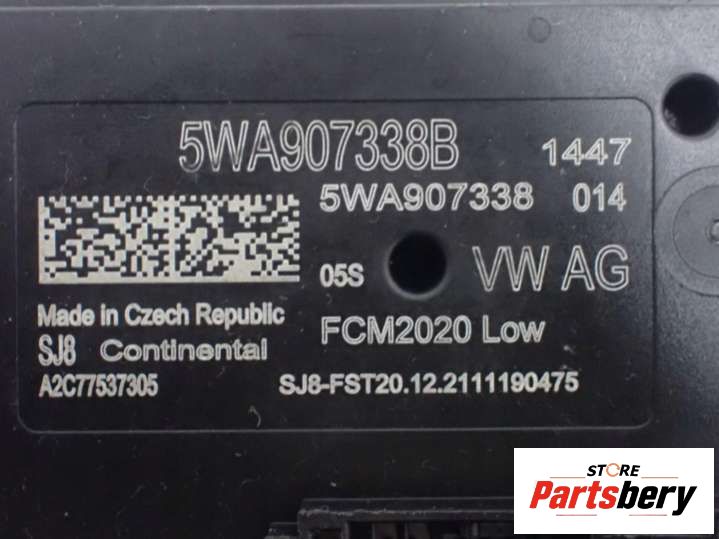 5WA907338B 1447
5WA907338 014
05S VW AG
Made in Czech Republic
FCM2020 Low
SJ8 Continental
A2C77537305 SJ8-FST20.12.2111190475
STORE
Partsbery